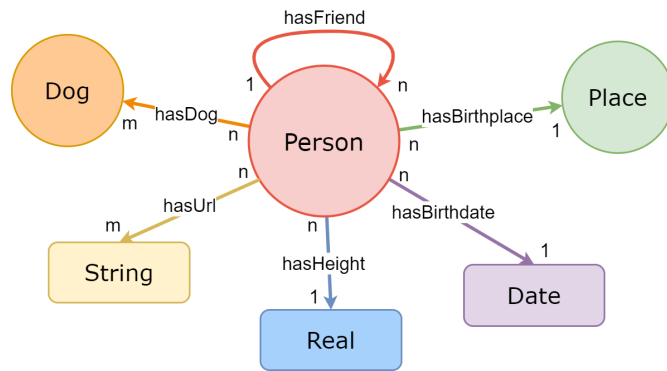 hasFriend
1
n
Dog
m
hasDog
n
Person
n
hasBirthplace
1
Place
n
hasUrl
m
String
n
hasHeight
1
Real
n
hasBirthdate
1
Date